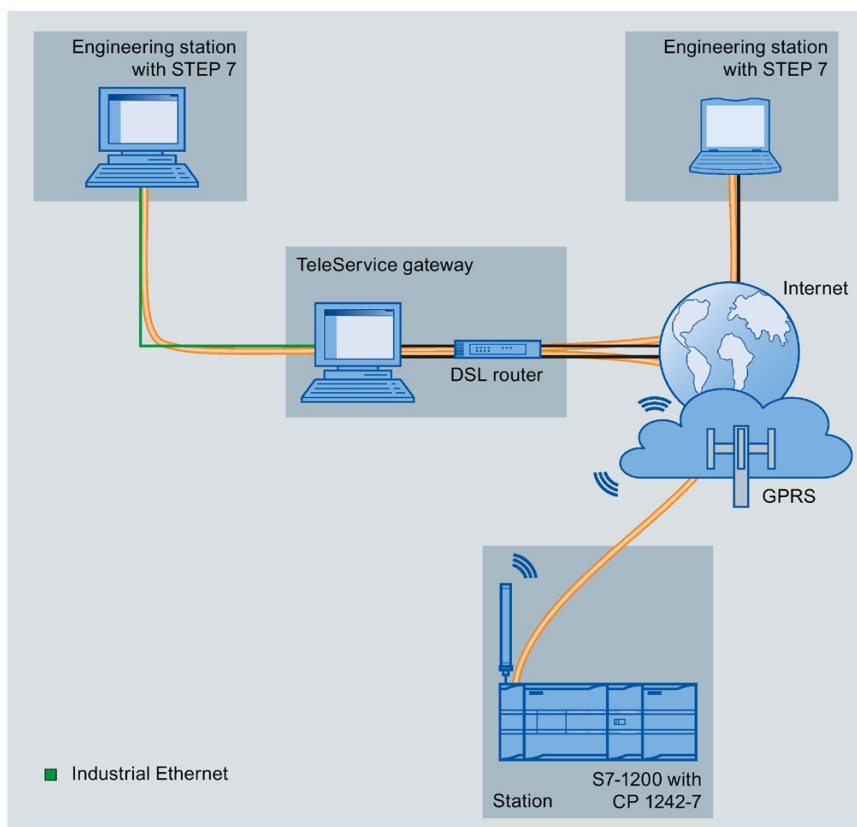 Engineering station
with STEP 7
Engineering station
with STEP 7
TeleService gateway
Internet
DSL router
GPRS
Industrial Ethernet
Station
S7-1200 with
CP 1242-7